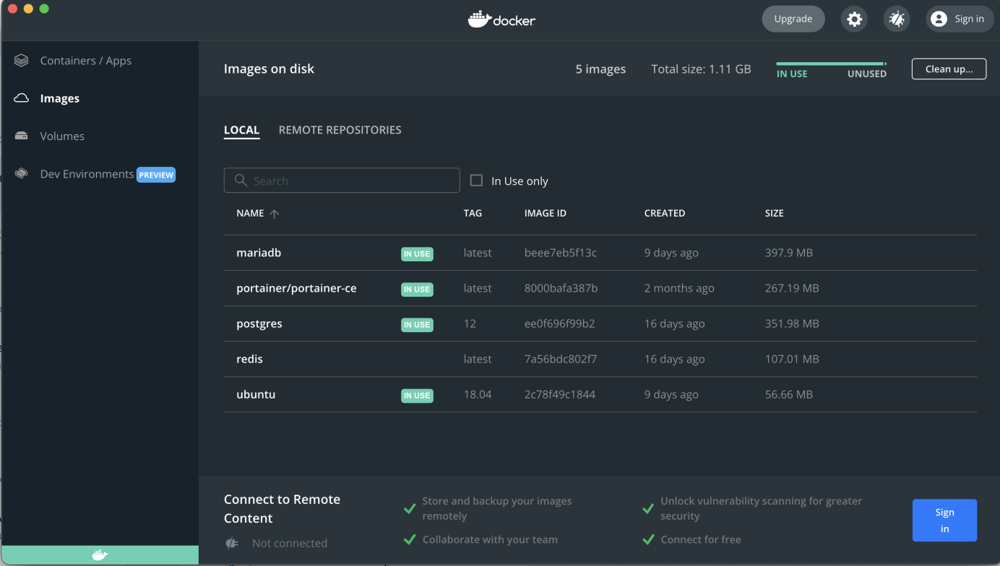 docker
Upgrade
Sign in
Containers / Apps
Images
Volumes
Dev Environments PREVIEW
Images on disk
5 images
Total size: 1.11 GB
IN USE
UNUSED
Clean up...
LOCAL
REMOTE REPOSITORIES
Search
In Use only
NAME TAG IMAGE ID CREATED SIZE
mariadb IN USE latest beee7eb5f13c 9 days ago 397.9 MB
portainer/portainer-ce IN USE latest 8000bafa387b 2 months ago 267.19 MB
postgres IN USE 12 ee0f696f99b2 16 days ago 351.98 MB
redis latest 7a56bdc802f7 16 days ago 107.01 MB
ubuntu IN USE 18.04 2c78f49c1844 9 days ago 56.66 MB
Connect to Remote
Content
Not connected
Store and backup your images
remotely
Collaborate with your team
Unlock vulnerability scanning for greater
security
Connect for free
Sign
in